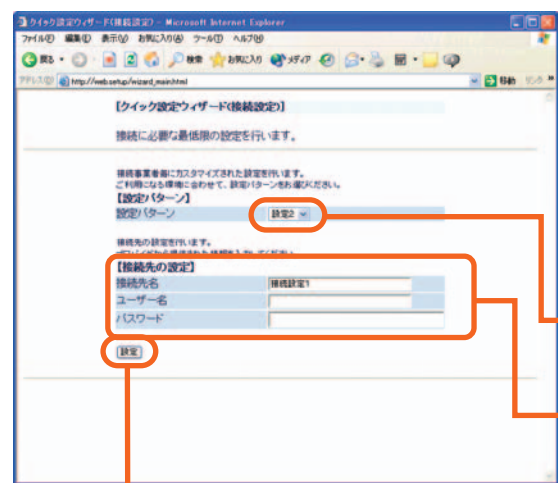 クイック設定ウィザード(接続設定) - Microsoft Internet Explorer
ファイル(F) 編集(E) 表示(V) お気に入り(A) ツール(T) ヘルプ(H)
戻る 検索 お気に入り メディア
アドレス(D) http://web.setup/wizard_main.html 移動 リンク »
[クイック設定ウィザード(接続設定)]
接続に必要な最低限の設定を行います。
接続事業者毎にカスタマイズされた設定を行います。
ご利用になる環境に合わせて、設定パターンをお選びください。
【設定パターン】
設定パターン 設定2
接続先の設定を行います。
【接続先の設定】
接続先名 接続設定1
ユーザー名
パスワード
設定